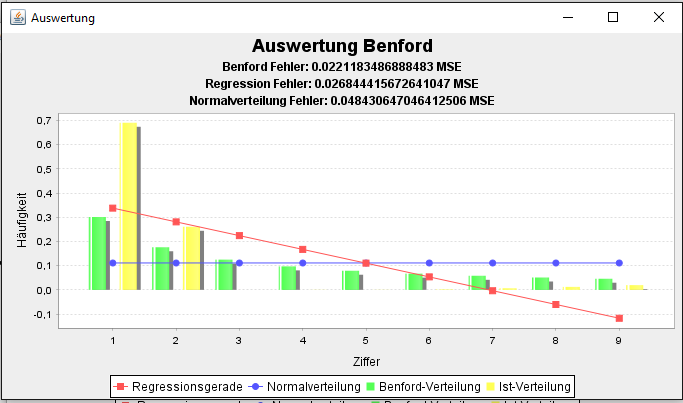 Auswertung
Auswertung Benford
Benford Fehler: 0.0221183486888483 MSE
Regression Fehler: 0.026844415672641047 MSE
Normalverteilung Fehler: 0.048430647046412506 MSE
0,7
0,6
0,5
0,4
0,3
0,2
0,1
0,0
-0,1
Häufigkeit
1 2 3 4 5 6 7 8 9
Ziffer
Regressionsgerade Normalverteilung Benford-Verteilung Ist-Verteilung